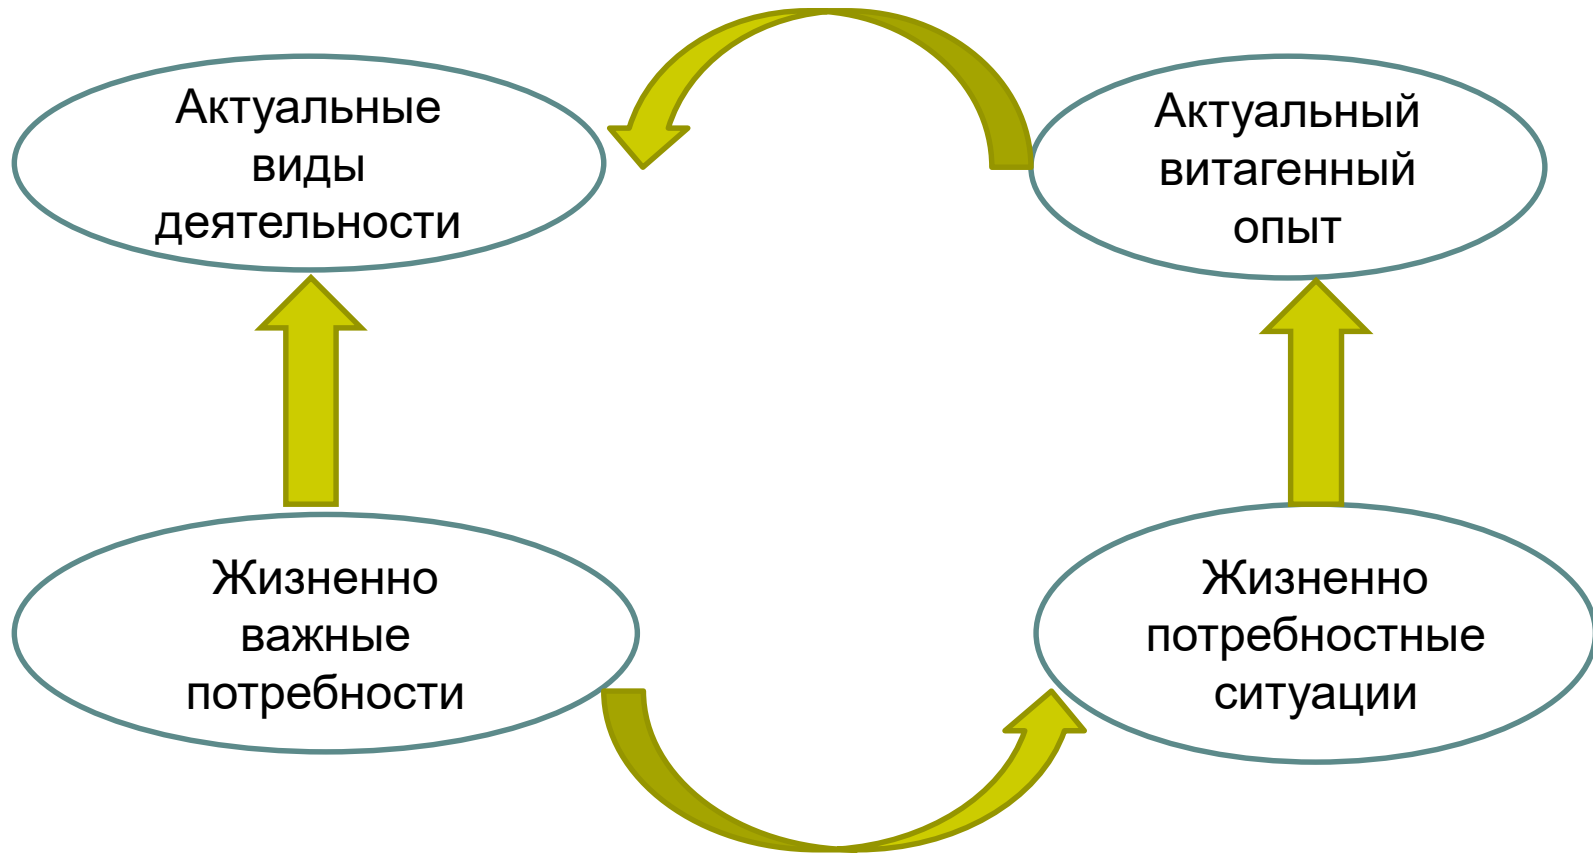 Актуальные
виды
деятельности
Актуальный
витагенный
опыт
Жизненно
важные
потребности
Жизненно
потребностные
ситуации